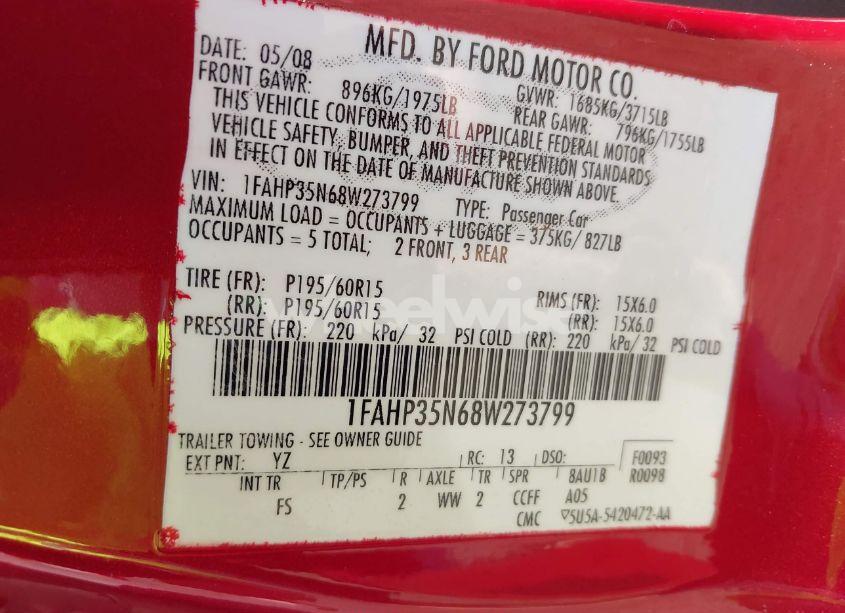 MFD. BY FORD MOTOR CO.
DATE: 05/08 GVWR: 1685KG/3715LB
FRONT GAWR: 896KG/1975LB REAR GAWR: 796KG/1755LB
THIS VEHICLE CONFORMS TO ALL APPLICABLE FEDERAL MOTOR
VEHICLE SAFETY, BUMPER, AND THEFT PREVENTION STANDARDS
IN EFFECT ON THE DATE OF MANUFACTURE SHOWN ABOVE.
VIN: 1FAHP35N68W273799 TYPE: Passenger Car
MAXIMUM LOAD = OCCUPANTS + LUGGAGE = 375KG/ 827LB
OCCUPANTS = 5 TOTAL; 2 FRONT, 3 REAR
TIRE (FR): P195/60R15 RIMS (FR): 15X6.0
(RR): P195/60R15 (RR): 15X6.0
PRESSURE (FR): 220 kPa/ 32 PSI COLD (RR): 220 kPa/ 32 PSI COLD
wheelwise
1FAHP35N68W273799
TRAILER TOWING - SEE OWNER GUIDE
EXT PNT: YZ RC: 13 DSO: F0093
INT TR TP/PS R AXLE TR SPR 8AU1B R0098
FS 2 WW 2 CCFF A05
CMC 5U5A-5420472-AA